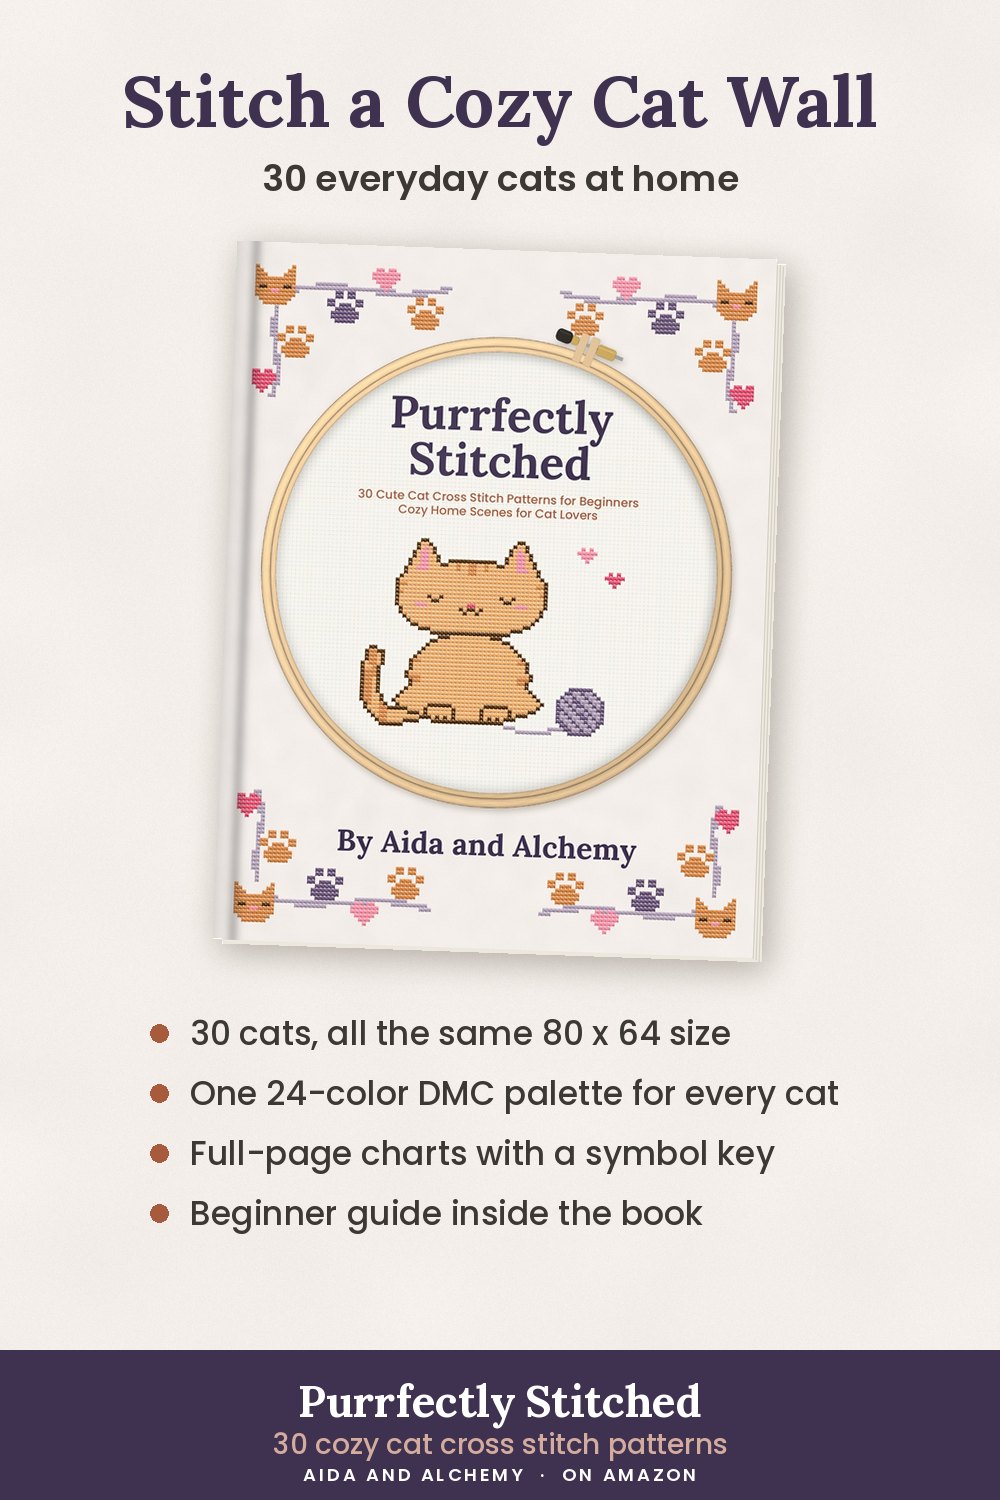 Stitch a Cozy Cat Wall
30 everyday cats at home
Purrfectly
Stitched
30 Cute Cat Cross Stitch Patterns for Beginners
Cozy Home Scenes for Cat Lovers
By Aida and Alchemy
30 cats, all the same 80 x 64 size
One 24-color DMC palette for every cat
Full-page charts with a symbol key
Beginner guide inside the book
Purrfectly Stitched
30 cozy cat cross stitch patterns
AIDA AND ALCHEMY · ON AMAZON